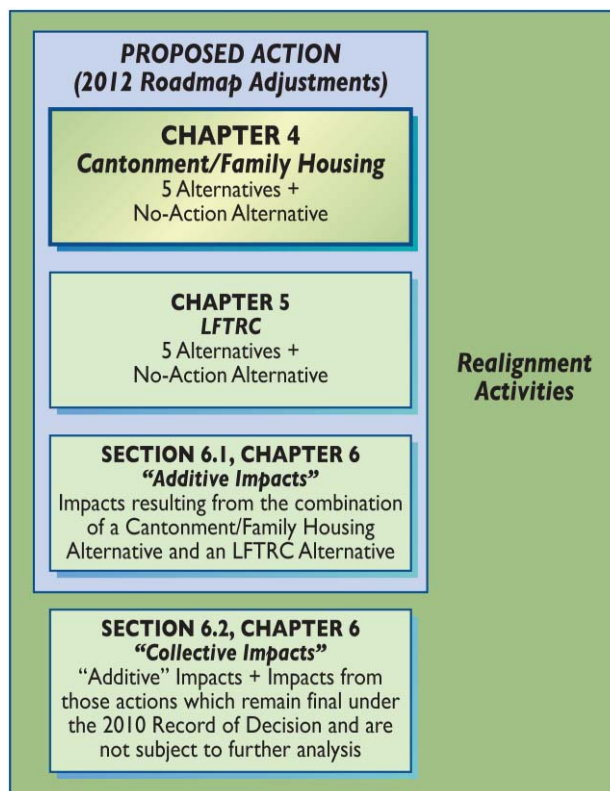 PROPOSED ACTION
(2012 Roadmap Adjustments)
CHAPTER 4
Cantonment/Family Housing
5 Alternatives +
No-Action Alternative
CHAPTER 5
LFTRC
5 Alternatives +
No-Action Alternative
SECTION 6.1, CHAPTER 6
“Additive Impacts”
Impacts resulting from the combination
of a Cantonment/Family Housing
Alternative and an LFTRC Alternative
SECTION 6.2, CHAPTER 6
“Collective Impacts”
“Additive” Impacts + Impacts from
those actions which remain final under
the 2010 Record of Decision and are
not subject to further analysis
Realignment
Activities